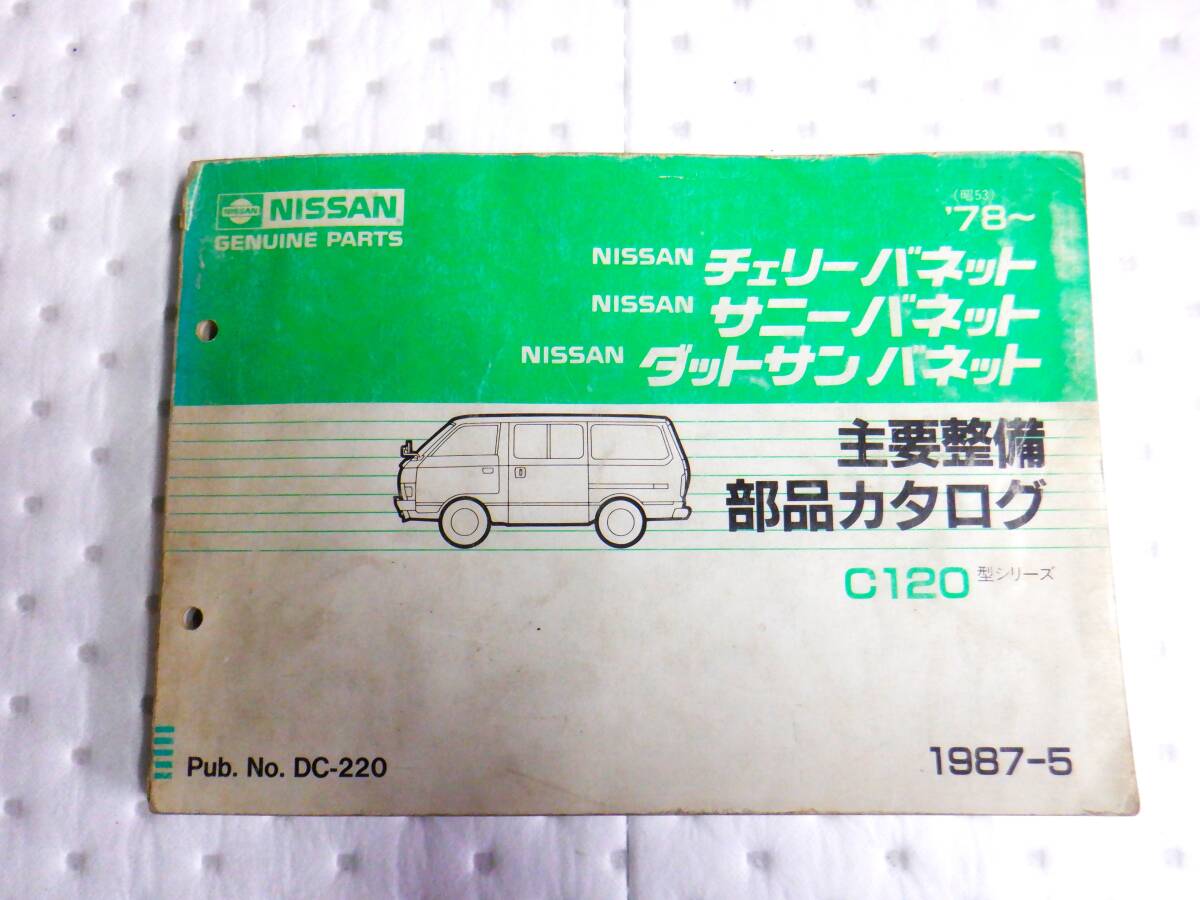 NISSAN NISSAN
GENUINE PARTS
(昭53)
'78~
NISSAN チェリーバネット
NISSAN サニーバネット
NISSAN ダットサンバネット
主要整備
部品カタログ
C120 型シリーズ
Pub. No. DC-220
1987-5